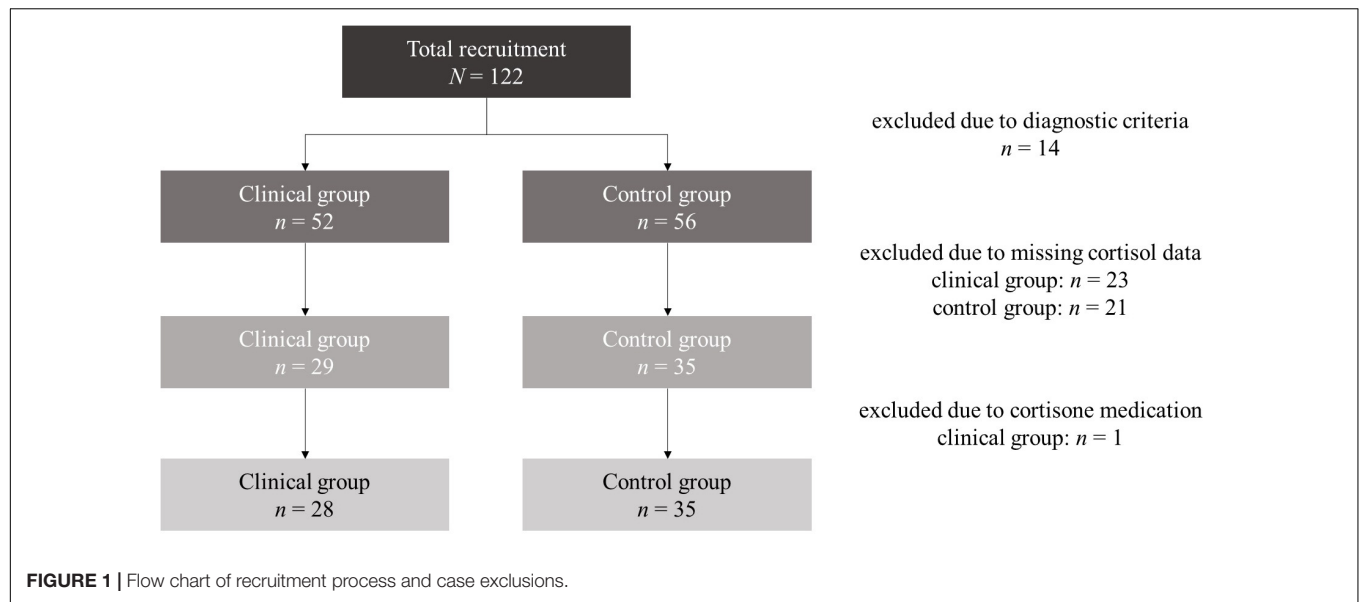 Total recruitment
N = 122
excluded due to diagnostic criteria
n = 14
Clinical group
n = 52
Control group
n = 56
excluded due to missing cortisol data
clinical group: n = 23
control group: n = 21
Clinical group
n = 29
Control group
n = 35
excluded due to cortisone medication
clinical group: n = 1
Clinical group
n = 28
Control group
n = 35
FIGURE 1 | Flow chart of recruitment process and case exclusions.